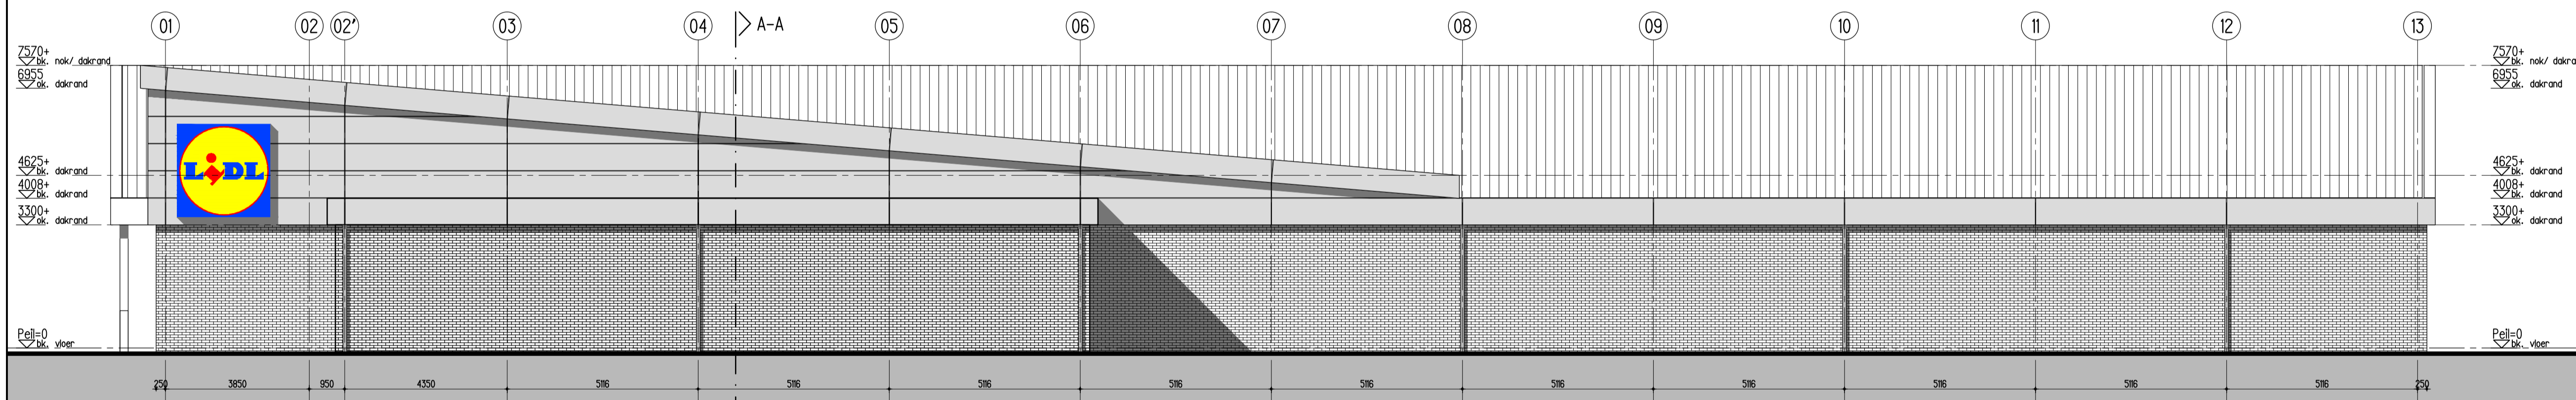 01 02 02' 03 04 A-A 05 06 07 08 09 10 11 12 13
7570+
bk. nok/ dakrand
6955
ok. dakrand
4625+
bk. dakrand
4008+
bk. dakrand
3300+
ok. dakrand
Peil=0
bk. vloer
LIDL
7570+
bk. nok/ dakra
6955
ok. dakrand
4625+
bk. dakrand
4008+
bk. dakrand
3300+
ok. dakrand
Peil=0
bk. vloer
250 3850 950 4350 5116 5116 5116 5116 5116 5116 5116 5116 5116 5116 250